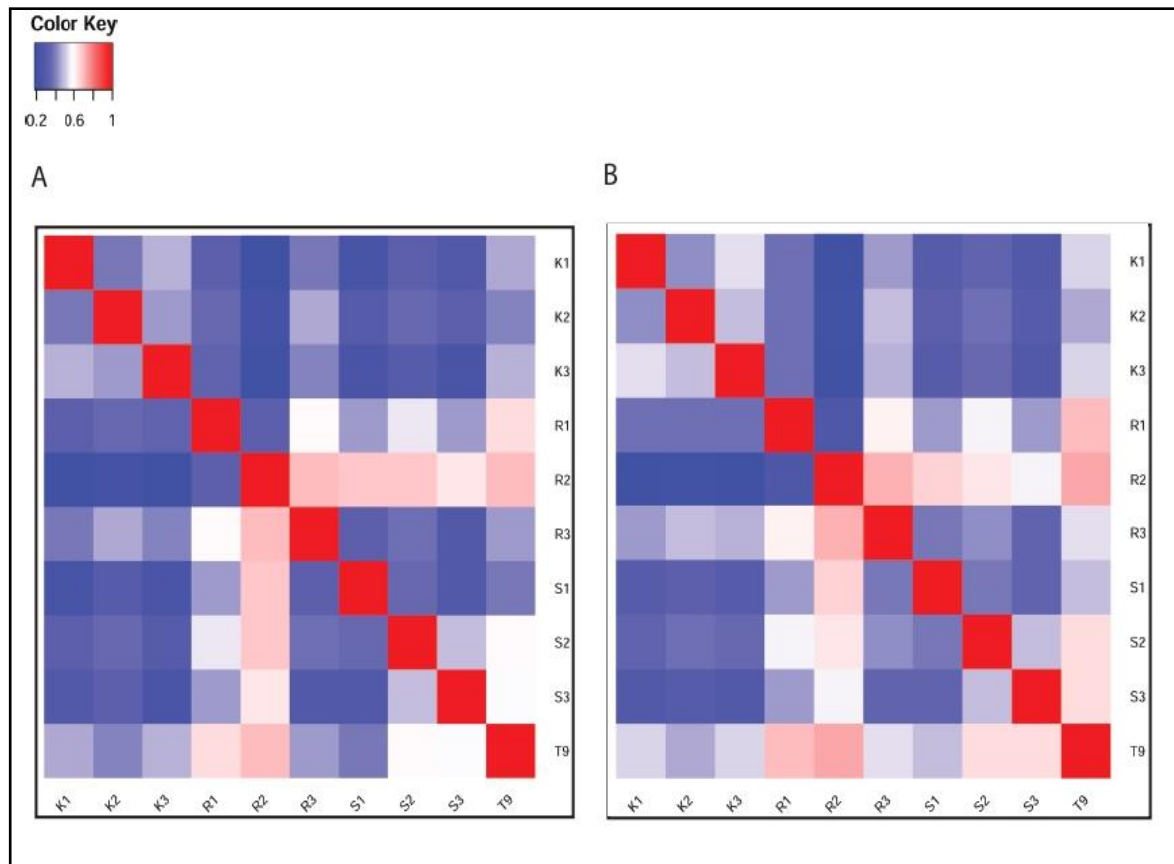 Color Key
0.2 0.6 1
A
B
K1
K2
K3
R1
R2
R3
S1
S2
S3
T9
K1 K2 K3 R1 R2 R3 S1 S2 S3 T9
K1
K2
K3
R1
R2
R3
S1
S2
S3
T9
K1 K2 K3 R1 R2 R3 S1 S2 S3 T9